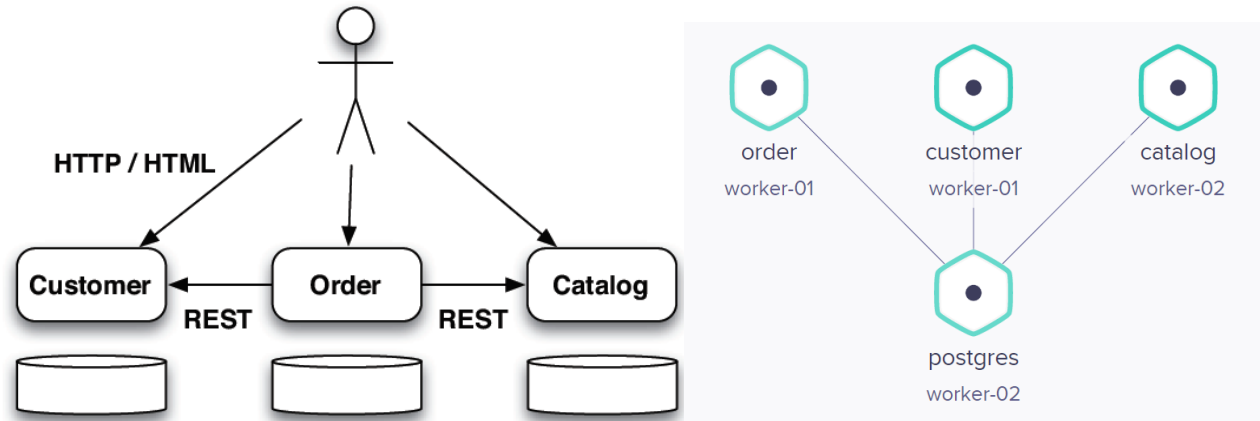 HTTP / HTML
Customer
Order
Catalog
REST
REST
order
worker-01
customer
worker-01
catalog
worker-02
postgres
worker-02